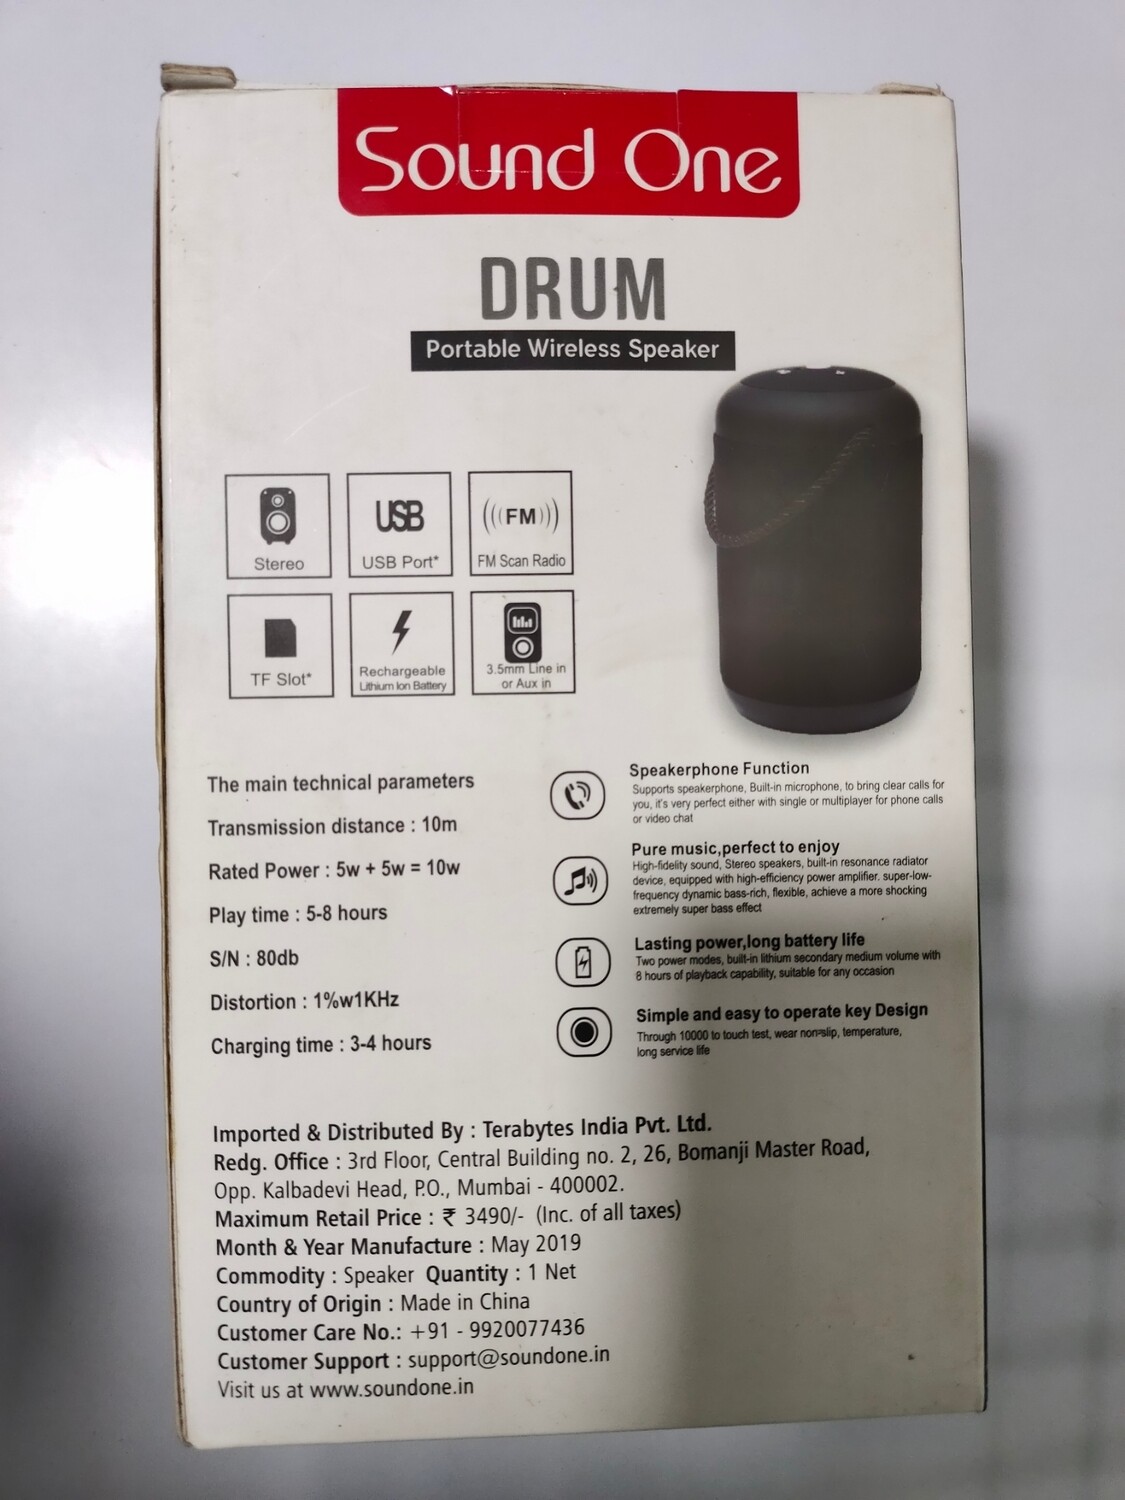 Sound One
DRUM
Portable Wireless Speaker
Stereo
USB
USB Port*
FM
FM Scan Radio
TF Slot*
Rechargeable
Lithium Ion Battery
3.5mm Line in
or Aux in
The main technical parameters
Transmission distance : 10m
Rated Power : 5w + 5w = 10w
Play time : 5-8 hours
S/N : 80db
Distortion : 1%w1KHz
Charging time : 3-4 hours
Speakerphone Function
Supports speakerphone, Built-in microphone, to bring clear calls for
you, it's very perfect either with single or multiplayer for phone calls
or video chat
Pure music,perfect to enjoy
High-fidelity sound, Stereo speakers, built-in resonance radiator
device, equipped with high-efficiency power amplifier. super-low-
frequency dynamic bass-rich, flexible, achieve a more shocking
extremely super bass effect
Lasting power,long battery life
Two power modes, built-in lithium secondary medium volume with
8 hours of playback capability, suitable for any occasion
Simple and easy to operate key Design
Through 10000 to touch test, wear non-slip, temperature,
long service life
Imported & Distributed By : Terabytes India Pvt. Ltd.
Redg. Office : 3rd Floor, Central Building no. 2, 26, Bomanji Master Road,
Opp. Kalbadevi Head, P.O., Mumbai - 400002.
Maximum Retail Price : ₹ 3490/- (Inc. of all taxes)
Month & Year Manufacture : May 2019
Commodity : Speaker Quantity : 1 Net
Country of Origin : Made in China
Customer Care No.: +91 - 9920077436
Customer Support : support@soundone.in
Visit us at www.soundone.in